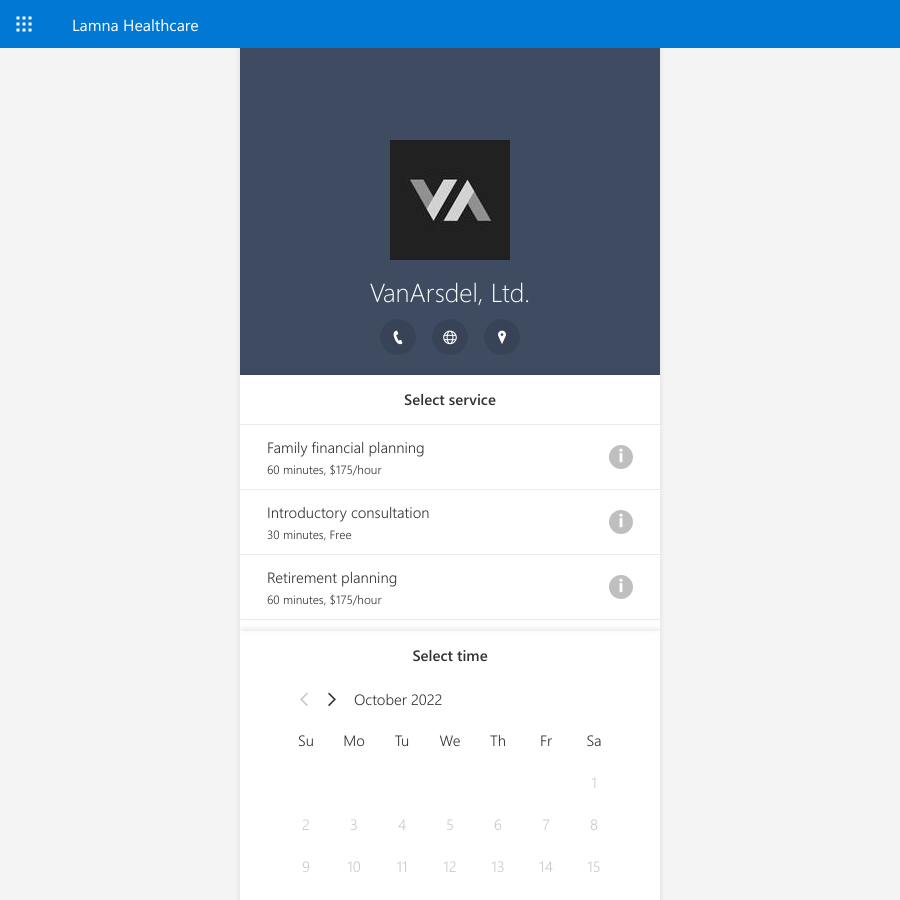 Lamna Healthcare
VA
VanArsdel, Ltd.
Select service
Family financial planning
60 minutes, $175/hour
Introductory consultation
30 minutes, Free
Retirement planning
60 minutes, $175/hour
Select time
October 2022
Su Mo Tu We Th Fr Sa
1
2 3 4 5 6 7 8
9 10 11 12 13 14 15